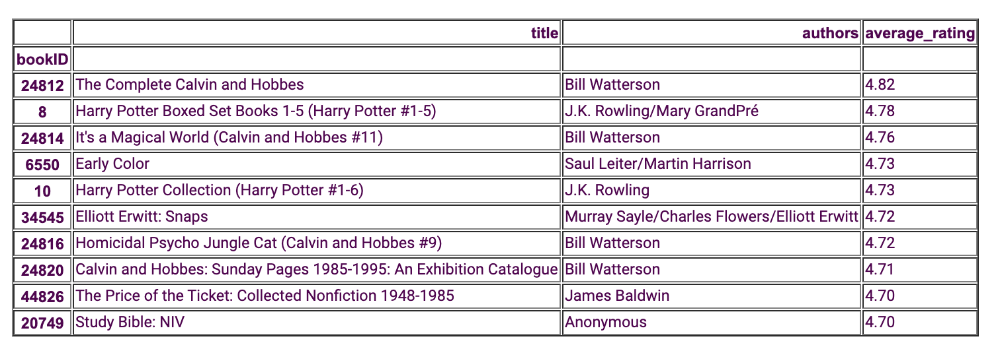 title authors average_rating
bookID
24812 The Complete Calvin and Hobbes Bill Watterson 4.82
8 Harry Potter Boxed Set Books 1-5 (Harry Potter #1-5) J.K. Rowling/Mary GrandPré 4.78
24814 It's a Magical World (Calvin and Hobbes #11) Bill Watterson 4.76
6550 Early Color Saul Leiter/Martin Harrison 4.73
10 Harry Potter Collection (Harry Potter #1-6) J.K. Rowling 4.73
34545 Elliott Erwitt: Snaps Murray Sayle/Charles Flowers/Elliott Erwitt 4.72
24816 Homicidal Psycho Jungle Cat (Calvin and Hobbes #9) Bill Watterson 4.72
24820 Calvin and Hobbes: Sunday Pages 1985-1995: An Exhibition Catalogue Bill Watterson 4.71
44826 The Price of the Ticket: Collected Nonfiction 1948-1985 James Baldwin 4.70
20749 Study Bible: NIV Anonymous 4.70